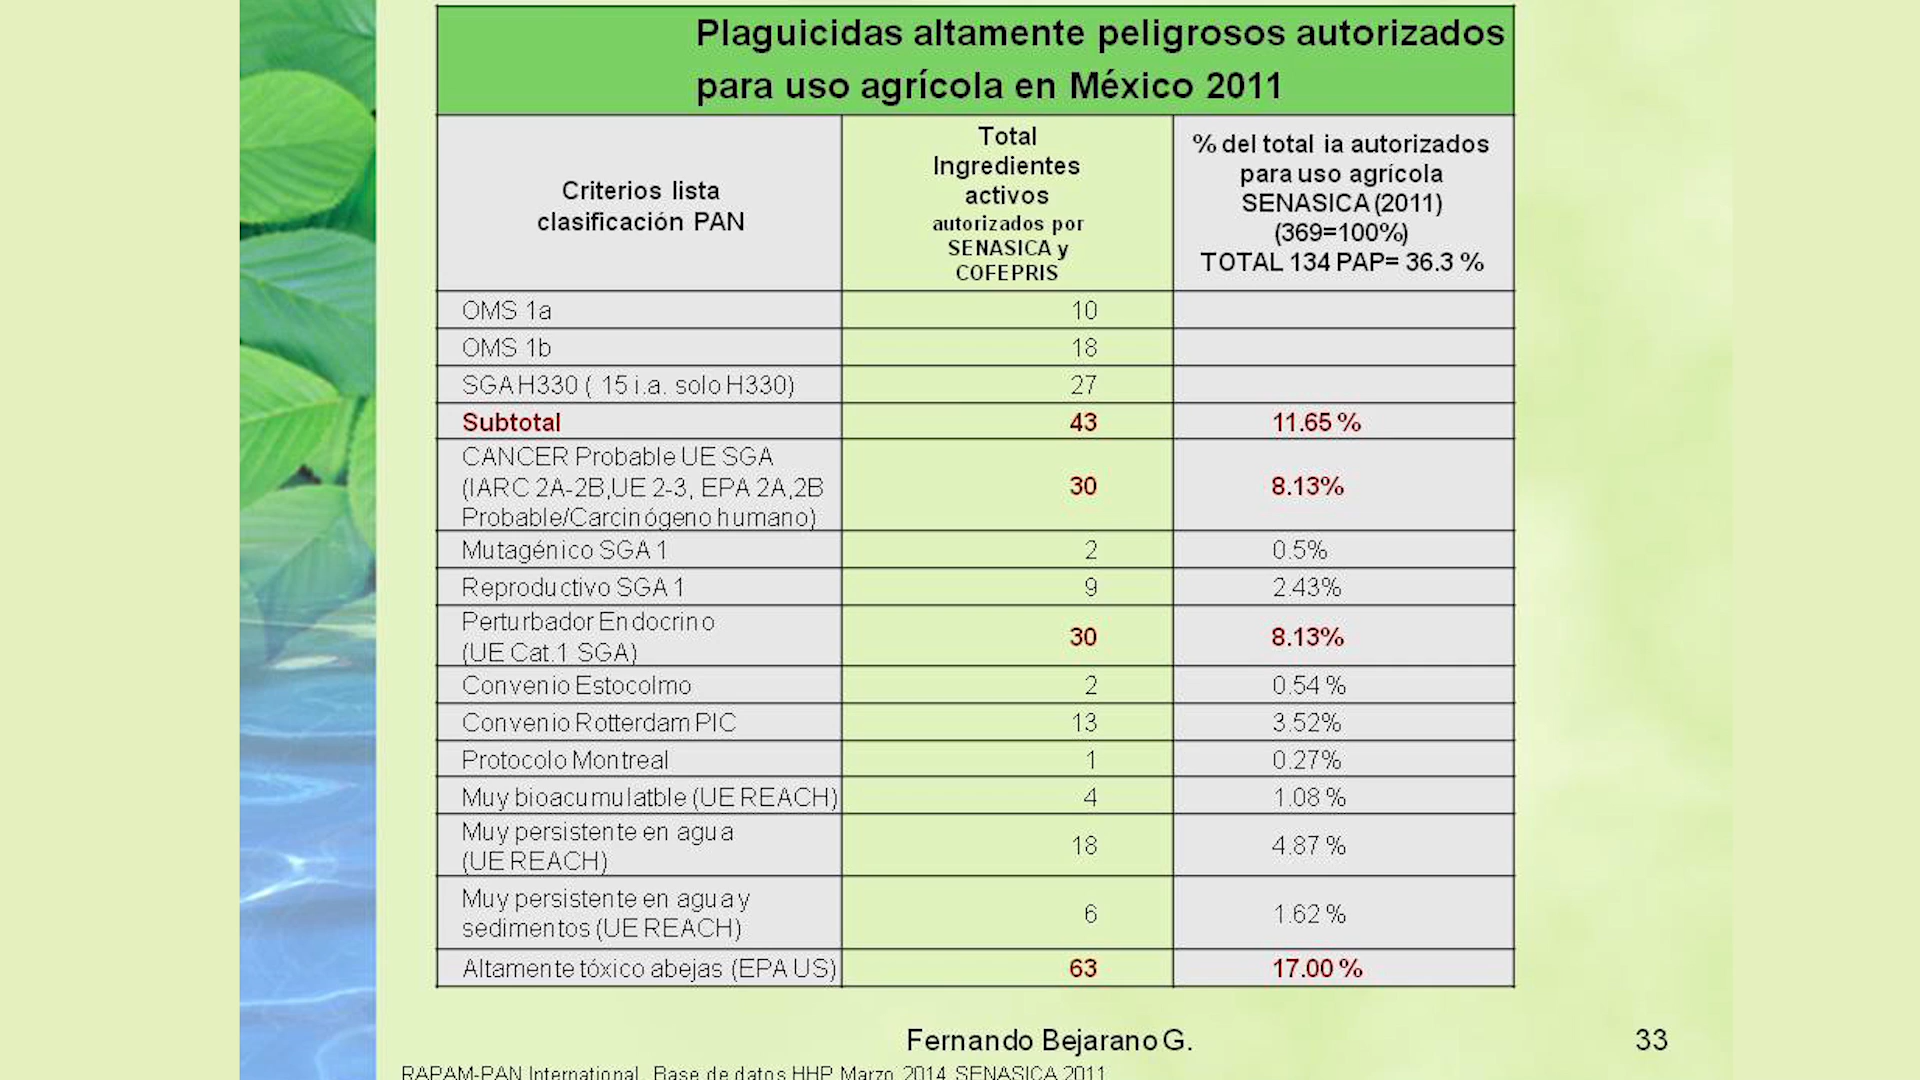 Plaguicidas altamente peligrosos autorizados
para uso agrícola en México 2011
Criterios lista
clasificación PAN
Total
Ingredientes
activos
autorizados por
SENASICA y
COFEPRIS
% del total ia autorizados
para uso agrícola
SENASICA (2011)
(369=100%)
TOTAL 134 PAP= 36.3 %
OMS 1a 10
OMS 1b 18
SGA H330 ( 15 i.a. solo H330) 27
Subtotal 43 11.65 %
CANCER Probable UE SGA
(IARC 2A-2B,UE 2-3, EPA 2A,2B
Probable/Carcinógeno humano)
30 8.13%
Mutagénico SGA 1 2 0.5%
Reproductivo SGA 1 9 2.43%
Perturbador Endocrino
(UE Cat.1 SGA)
30 8.13%
Convenio Estocolmo 2 0.54 %
Convenio Rotterdam PIC 13 3.52%
Protocolo Montreal 1 0.27%
Muy bioacumulatble (UE REACH) 4 1.08 %
Muy persistente en agua
(UE REACH)
18 4.87 %
Muy persistente en agua y
sedimentos (UE REACH)
6 1.62 %
Altamente tóxico abejas (EPA US) 63 17.00 %
Fernando Bejarano G. 33
RAPAM-PAN International. Base de datos HHP Marzo 2014 SENASICA 2011